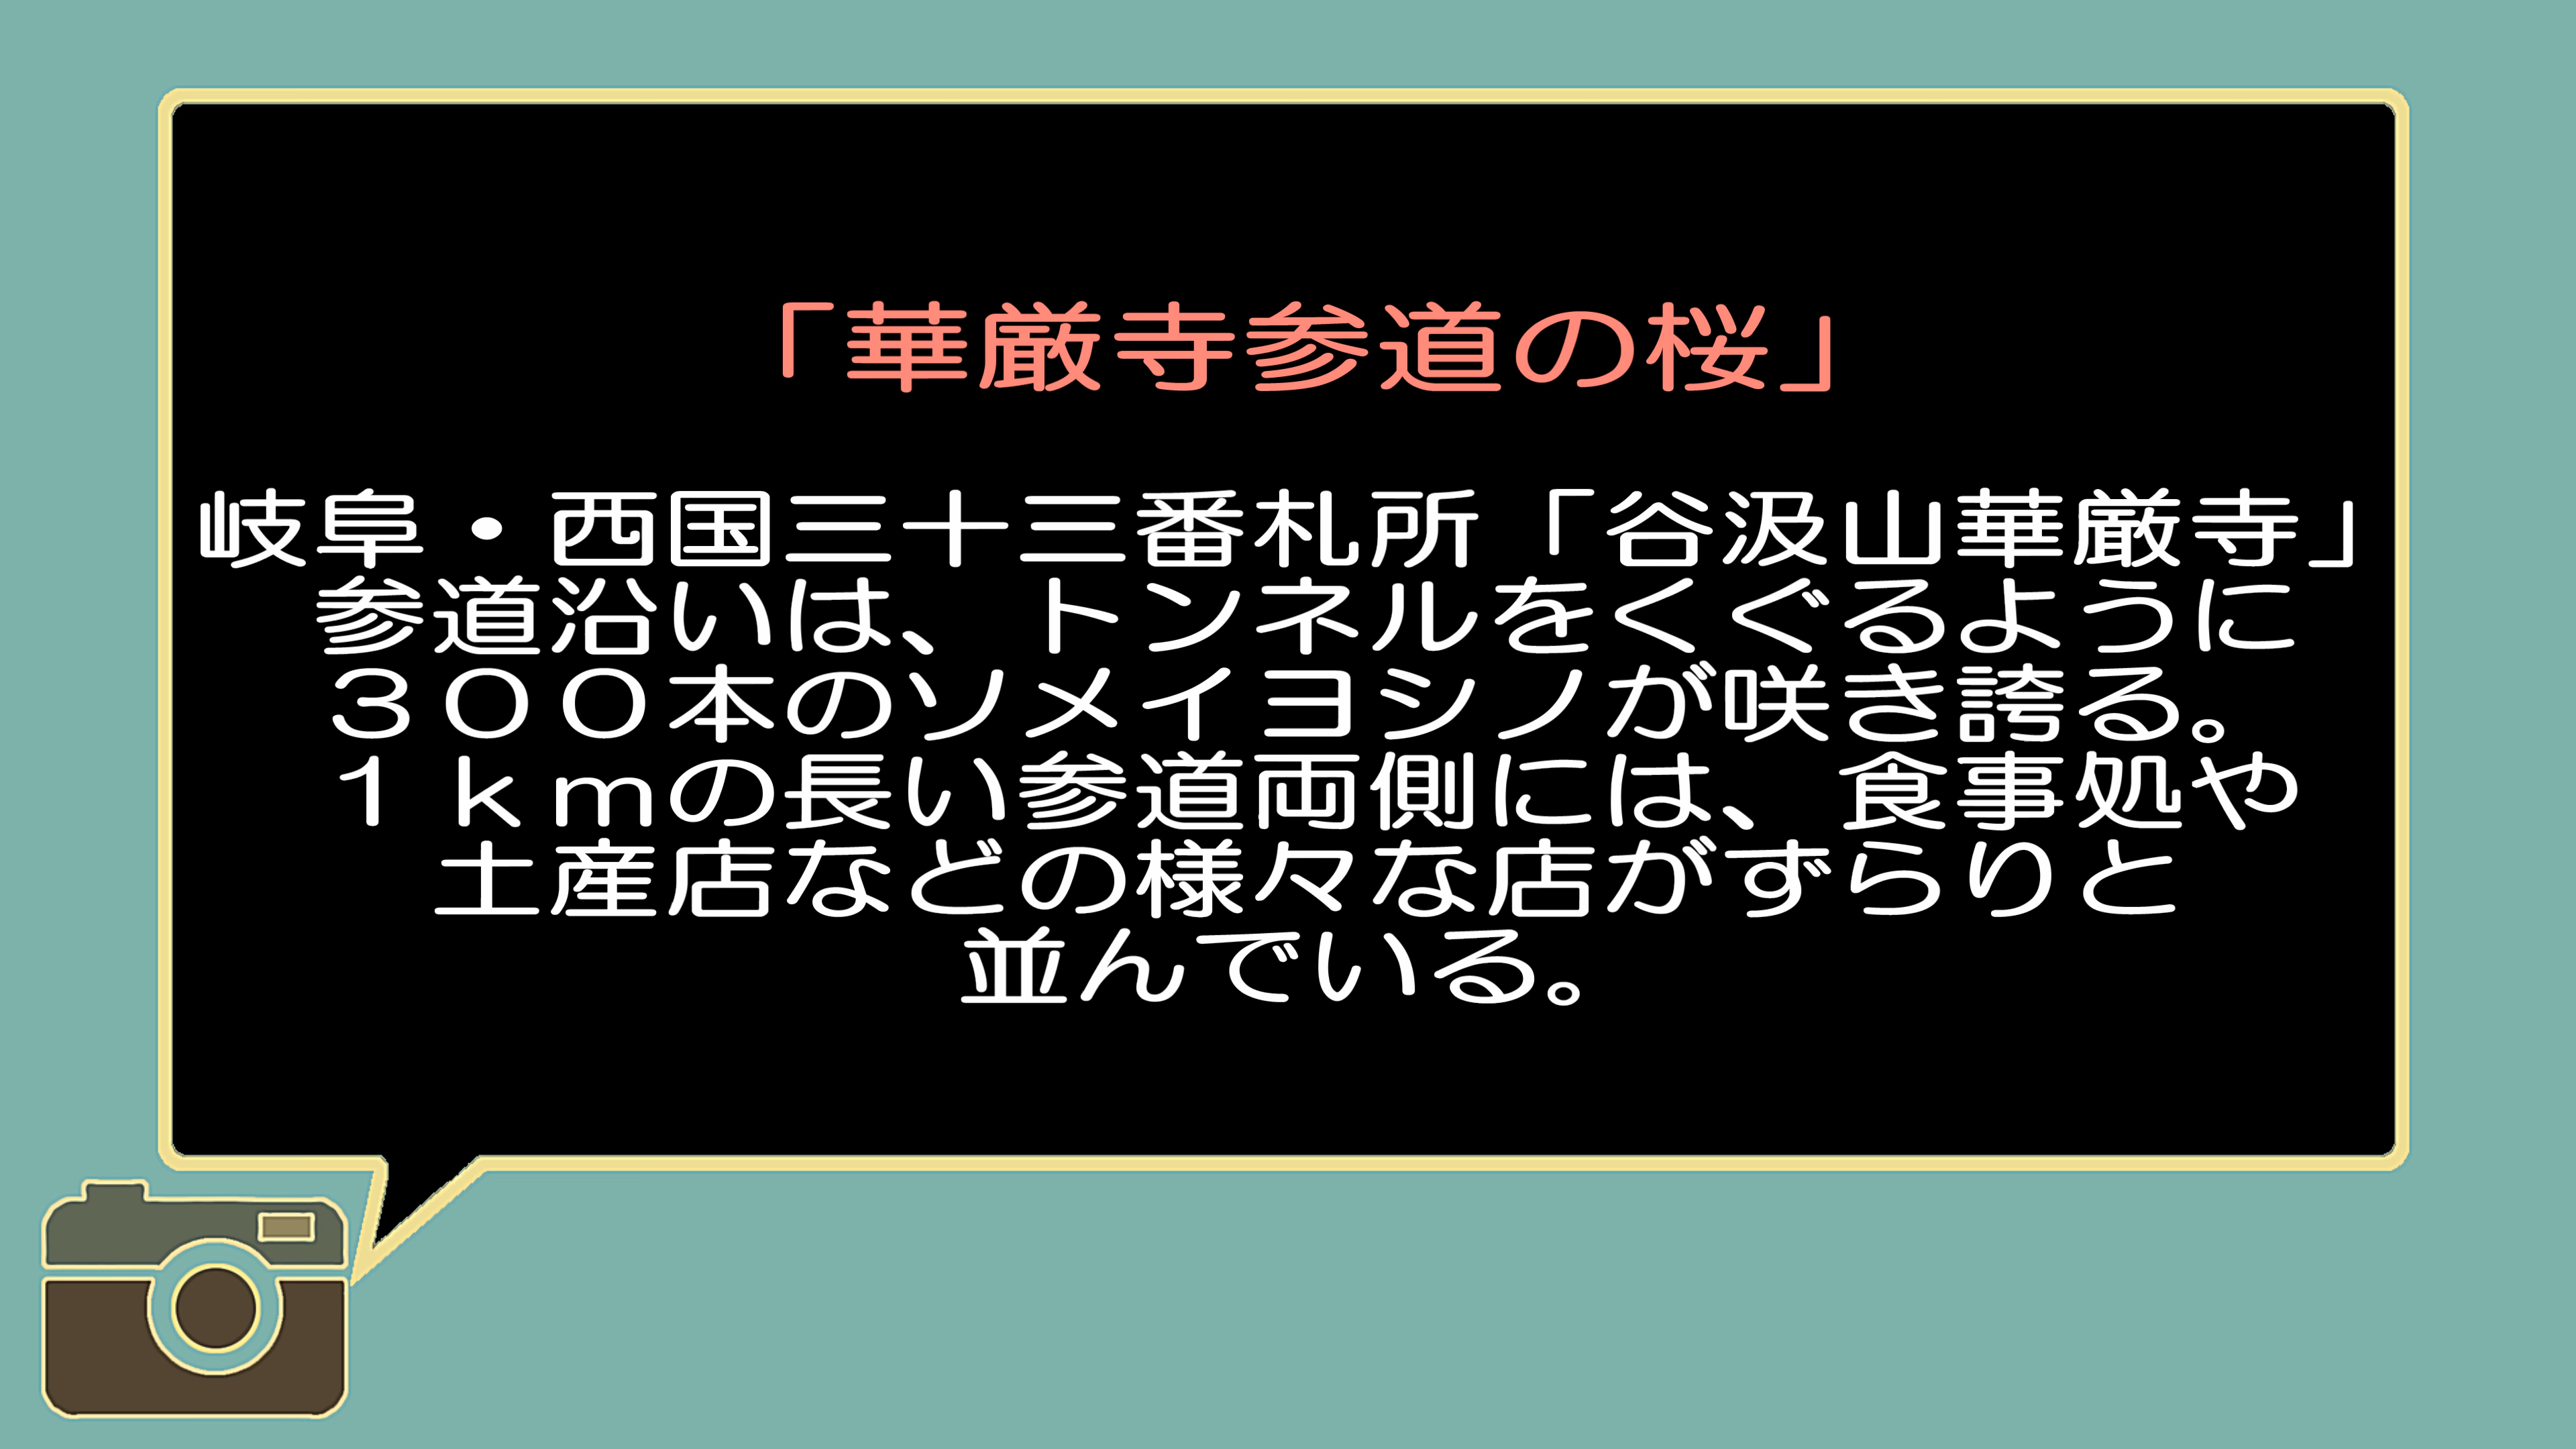 「華厳寺参道の桜」
岐阜・西国三十三番札所「谷汲山華厳寺」
参道沿いは、トンネルをくぐるように
３００本のソメイヨシノが咲き誇る。
１ｋｍの長い参道両側には、食事処や
土産店などの様々な店がずらりと
並んでいる。